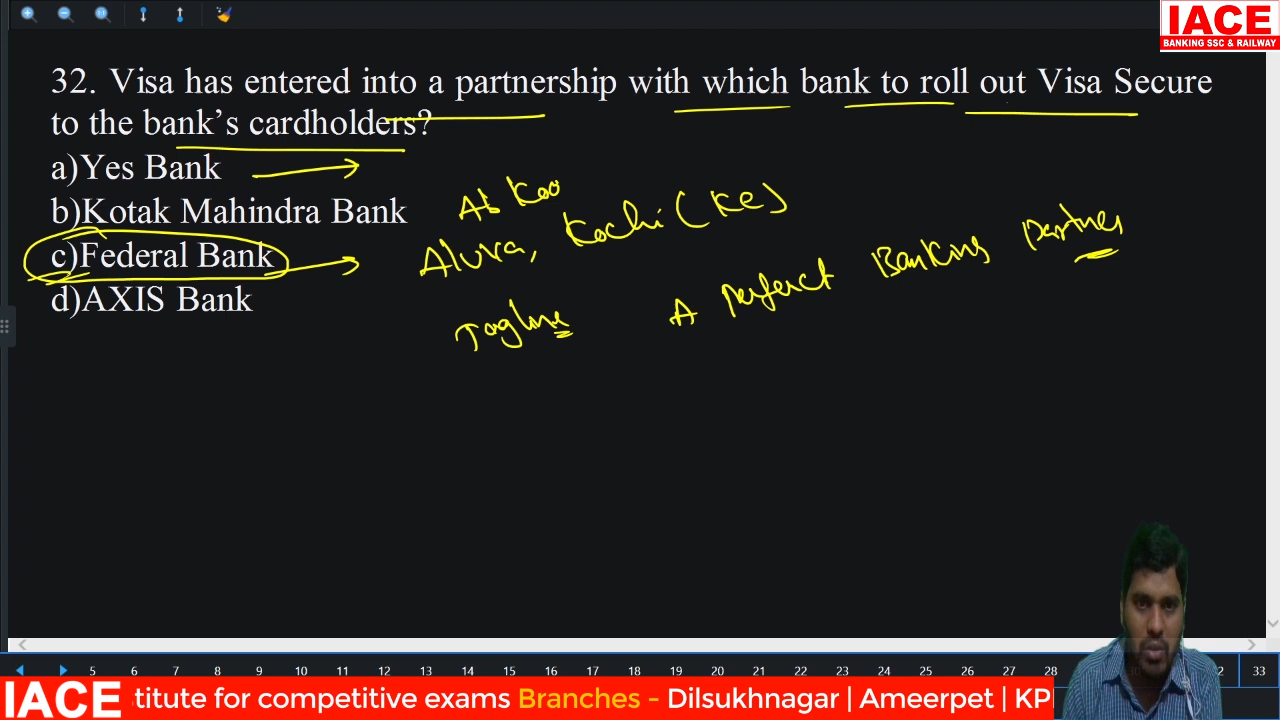 IACE
BANKING SSC & RAILWAY
32. Visa has entered into a partnership with which bank to roll out Visa Secure
to the bank's cardholders?
a)Yes Bank
b)Kotak Mahindra Bank
c)Federal Bank
d)AXIS Bank
Aluva, Kochi (Ke)
Tagline A perfect Banking partner
5 6 7 8 9 10 11 12 13 14 15 16 17 18 19 20 21 22 23 24 25 26 27 28 32 33
IACE
titute for competitive exams Branches - Dilsukhnagar | Ameerpet | KP